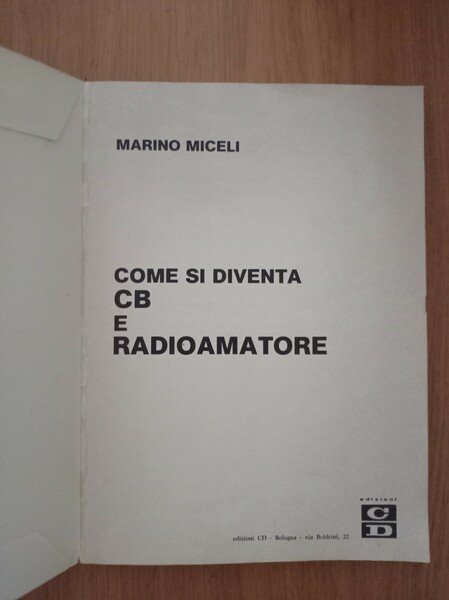 MARINO MICELI
COME SI DIVENTA
CB
E
RADIOAMATORE
edizioni
CD
edizioni CD - Bologna - via Boldrini, 22